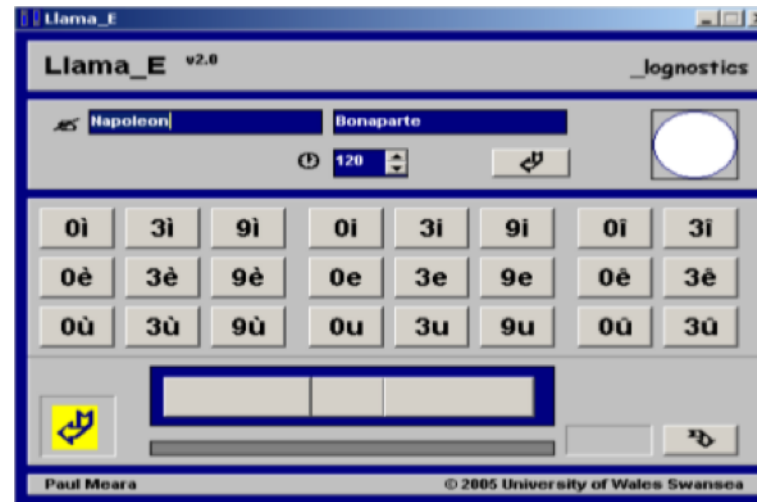 Llama_E
Llama_E v2.0 _lognostics
Napoleon Bonaparte
120
0ì 3ì 9ì 0i 3i 9i 0î 3î
0è 3è 9è 0e 3e 9e 0ê 3ê
0ù 3ù 9ù 0u 3u 9u 0û 3û
Paul Meara © 2005 University of Wales Swansea